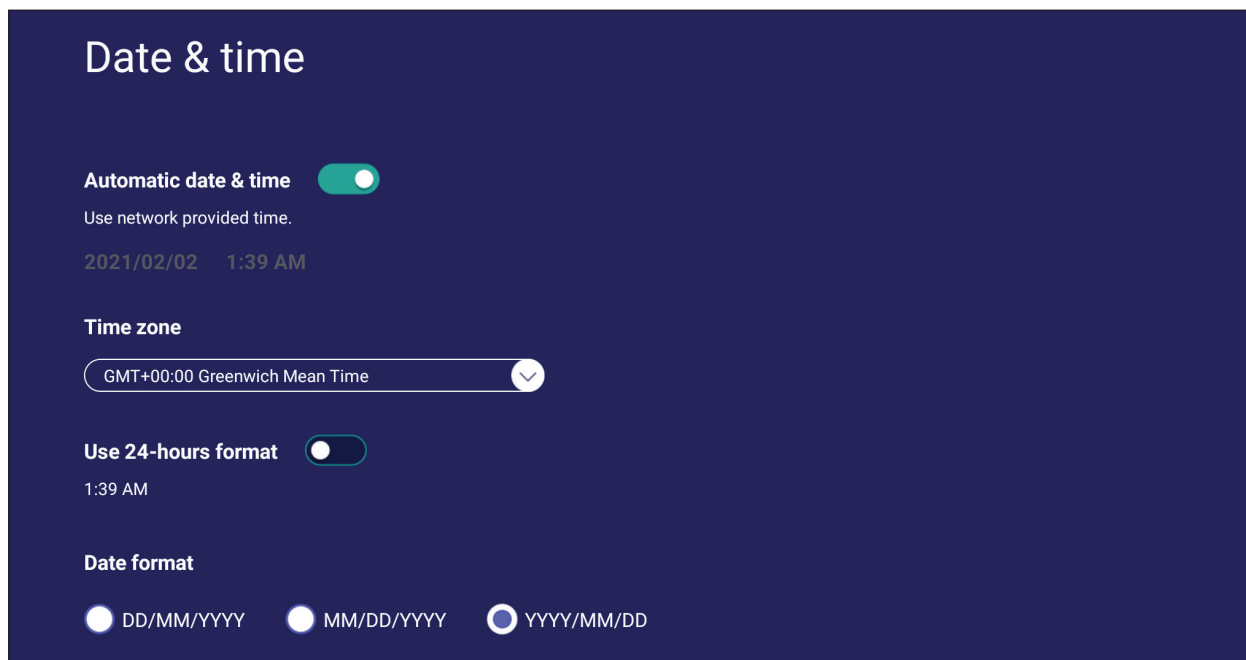 Date & time
Automatic date & time
Use network provided time.
2021/02/02 1:39 AM
Time zone
GMT+00:00 Greenwich Mean Time
Use 24-hours format
1:39 AM
Date format
DD/MM/YYYY MM/DD/YYYY YYYY/MM/DD